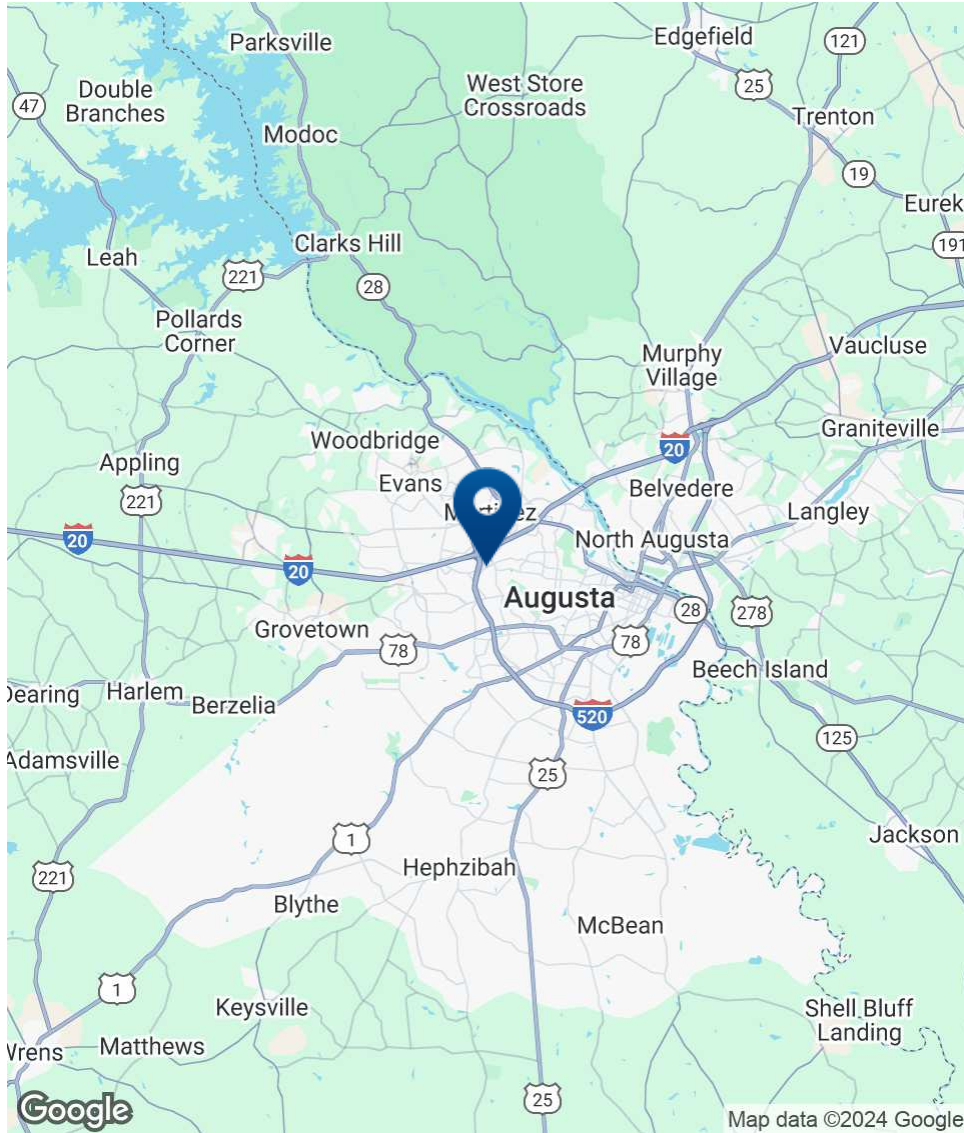 Parksville
Edgefield
121
Double
Branches
West Store
Crossroads
25
47
Trenton
Modoc
19
Eurek
191
Clarks Hill
Leah
221
28
Pollards
Corner
Murphy
Village
Vaucluse
Woodbridge
20
Graniteville
Appling
Evans
Belvedere
221
Langley
20
North Augusta
20
Augusta
28
278
Grovetown
78
78
Beech Island
Dearing
Harlem
Berzelia
520
125
Adamsville
25
Jackson
1
221
Hephzibah
Blythe
McBean
1
Keysville
Shell Bluff
Landing
Wrens
Matthews
25
Google
Map data ©2024 Google